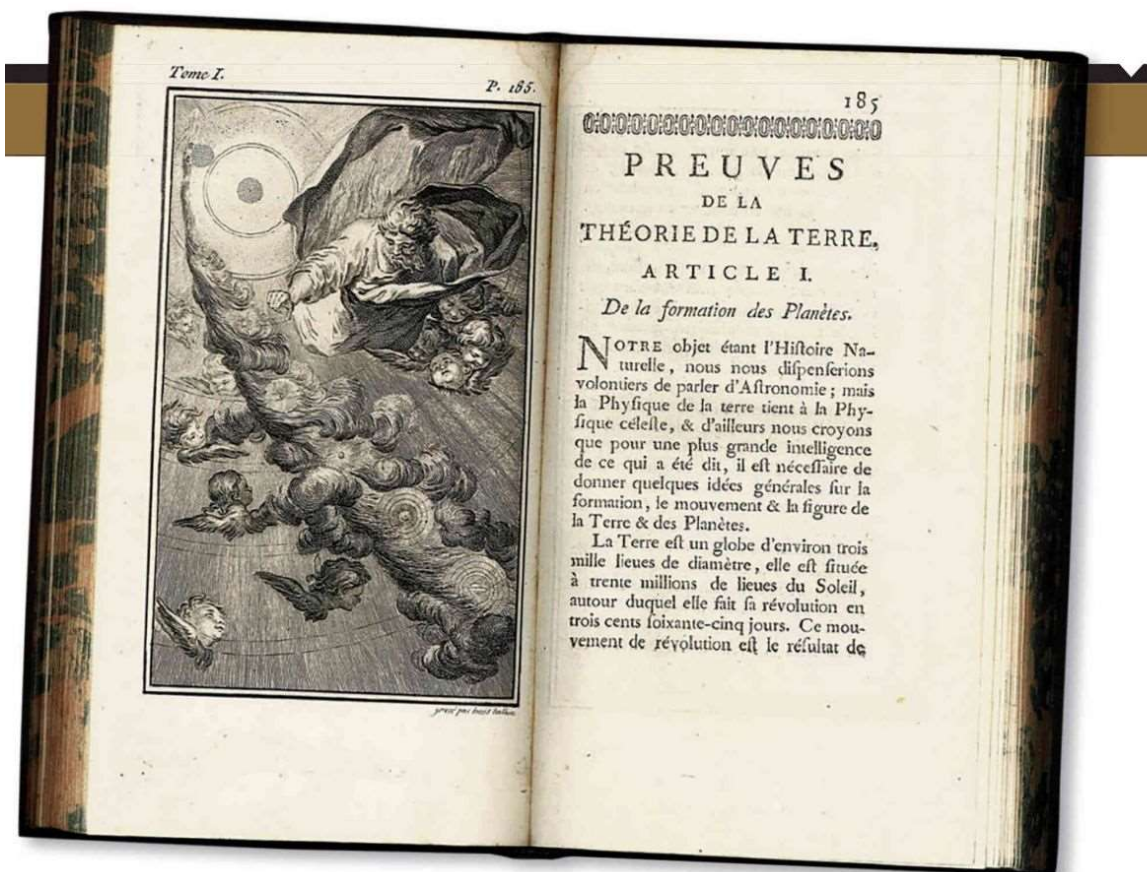 Tome I.
P. 185.
185
PREUVES
DE LA
THÉORIE DE LA TERRE,
ARTICLE I.
De la formation des Planètes.
NOTRE objet étant l'Hiſtoire Na-
turelle, nous nous diſpenſerions
volontiers de parler d'Aſtronomie; mais
la Phyſique de la terre tient à la Phy-
ſique céleſte, & d'ailleurs nous croyons
que pour une plus grande intelligence
de ce qui a été dit, il eſt néceſſaire de
donner quelques idées générales ſur la
formation, le mouvement & la figure de
la Terre & des Planètes.
La Terre eſt un globe d'environ trois
mille lieues de diamètre, elle eſt ſituée
à trente millions de lieues du Soleil,
autour duquel elle fait ſa révolution en
trois cents ſoixante-cinq jours. Ce mou-
vement de révolution eſt le réſultat de